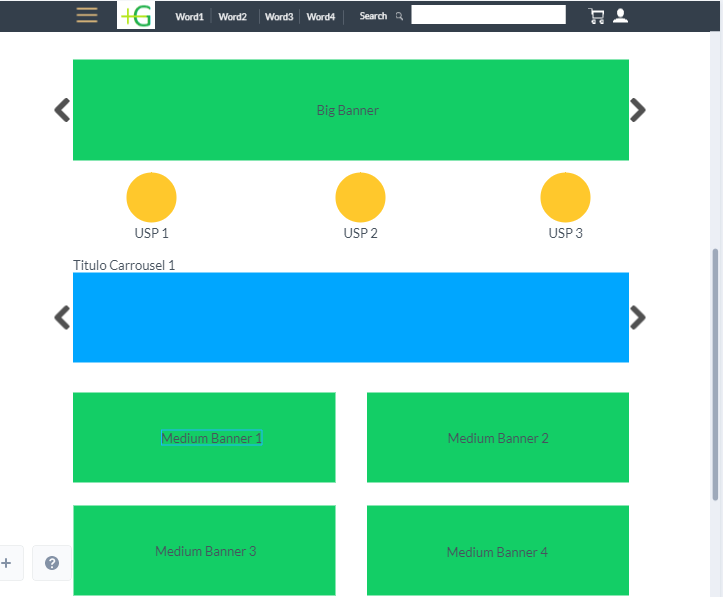 +G Word1 Word2 Word3 Word4 Search
Big Banner
USP 1 USP 2 USP 3
Titulo Carrousel 1
Medium Banner 1 Medium Banner 2
Medium Banner 3 Medium Banner 4
+ ?